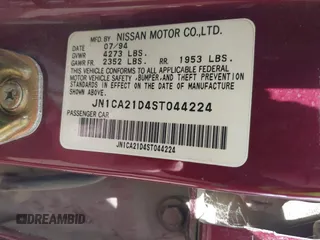 MFD. BY NISSAN MOTOR CO.,LTD.
DATE 07/94
GVWR 4273 LBS.
GAWR FR. 2352 LBS. RR. 1953 LBS.
THIS VEHICLE CONFORMS TO ALL APPLICABLE FEDERAL
MOTOR VEHICLE SAFETY, BUMPER, AND THEFT PREVENTION
STANDARDS IN EFFECT ON THE DATE OF MANUFACTURE
SHOWN ABOVE.
JN1CA21D4ST044224
PASSENGER CAR
JN1CA21D4ST044224
DREAMBID